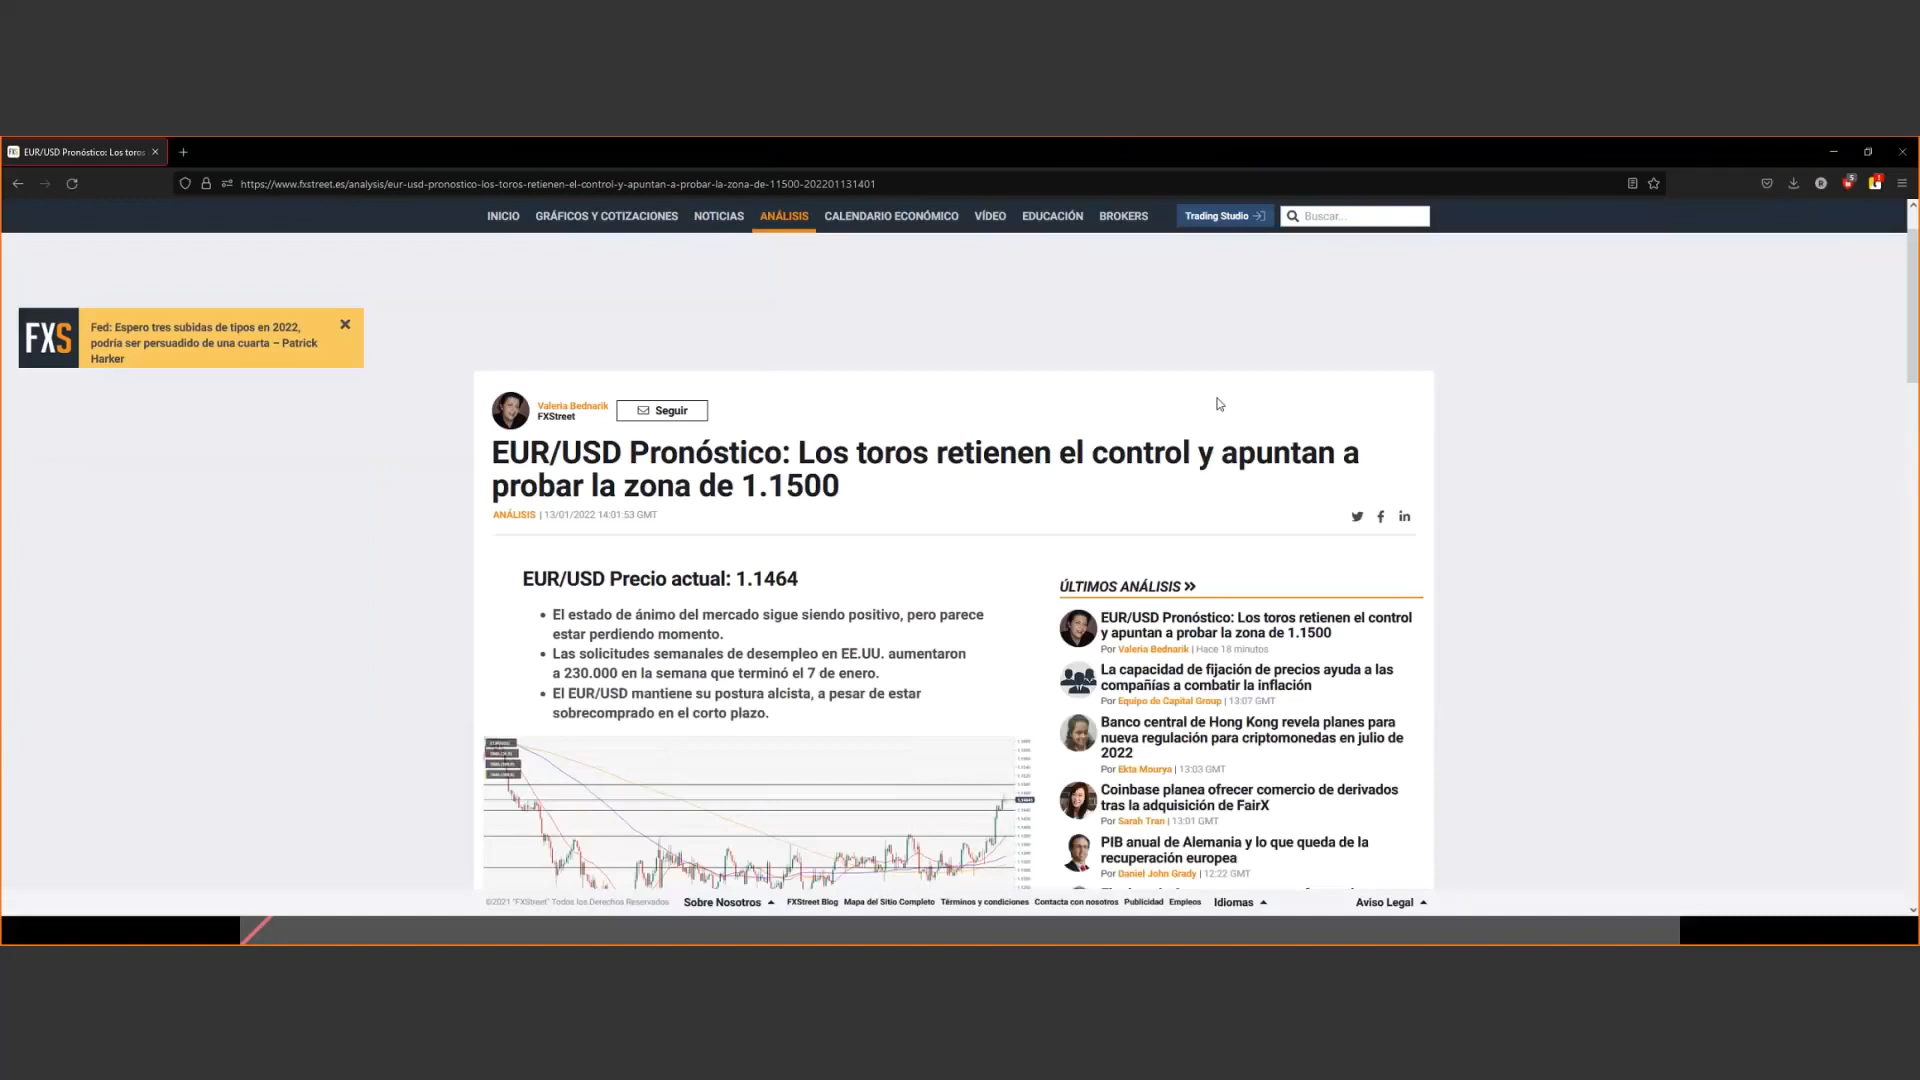 EUR/USD Pronóstico: Los toros
https://www.fxstreet.es/analysis/eur-usd-pronostico-los-toros-retienen-el-control-y-apuntan-a-probar-la-zona-de-11500-202201131401
INICIO GRÁFICOS Y COTIZACIONES NOTICIAS ANÁLISIS CALENDARIO ECONÓMICO VÍDEO EDUCACIÓN BROKERS Trading Studio Buscar...
FXS
Fed: Espero tres subidas de tipos en 2022,
podría ser persuadido de una cuarta – Patrick
Harker
Valeria Bednarik
FXStreet
Seguir
EUR/USD Pronóstico: Los toros retienen el control y apuntan a
probar la zona de 1.1500
ANÁLISIS | 13/01/2022 14:01:53 GMT
EUR/USD Precio actual: 1.1464
• El estado de ánimo del mercado sigue siendo positivo, pero parece
estar perdiendo momento.
• Las solicitudes semanales de desempleo en EE.UU. aumentaron
a 230.000 en la semana que terminó el 7 de enero.
• El EUR/USD mantiene su postura alcista, a pesar de estar
sobrecomprado en el corto plazo.
ÚLTIMOS ANÁLISIS
EUR/USD Pronóstico: Los toros retienen el control
y apuntan a probar la zona de 1.1500
Por Valeria Bednarik | Hace 18 minutos
La capacidad de fijación de precios ayuda a las
compañías a combatir la inflación
Por Equipo de Capital Group | 13:07 GMT
Banco central de Hong Kong revela planes para
nueva regulación para criptomonedas en julio de
2022
Por Ekta Mourya | 13:03 GMT
Coinbase planea ofrecer comercio de derivados
tras la adquisición de FairX
Por Sarah Tran | 13:01 GMT
PIB anual de Alemania y lo que queda de la
recuperación europea
Por Daniel John Grady | 12:22 GMT
©2021 "FXStreet" Todos los Derechos Reservados Sobre Nosotros FXStreet Blog Mapa del Sitio Completo Términos y condiciones Contacta con nosotros Publicidad Empleos Idiomas Aviso Legal